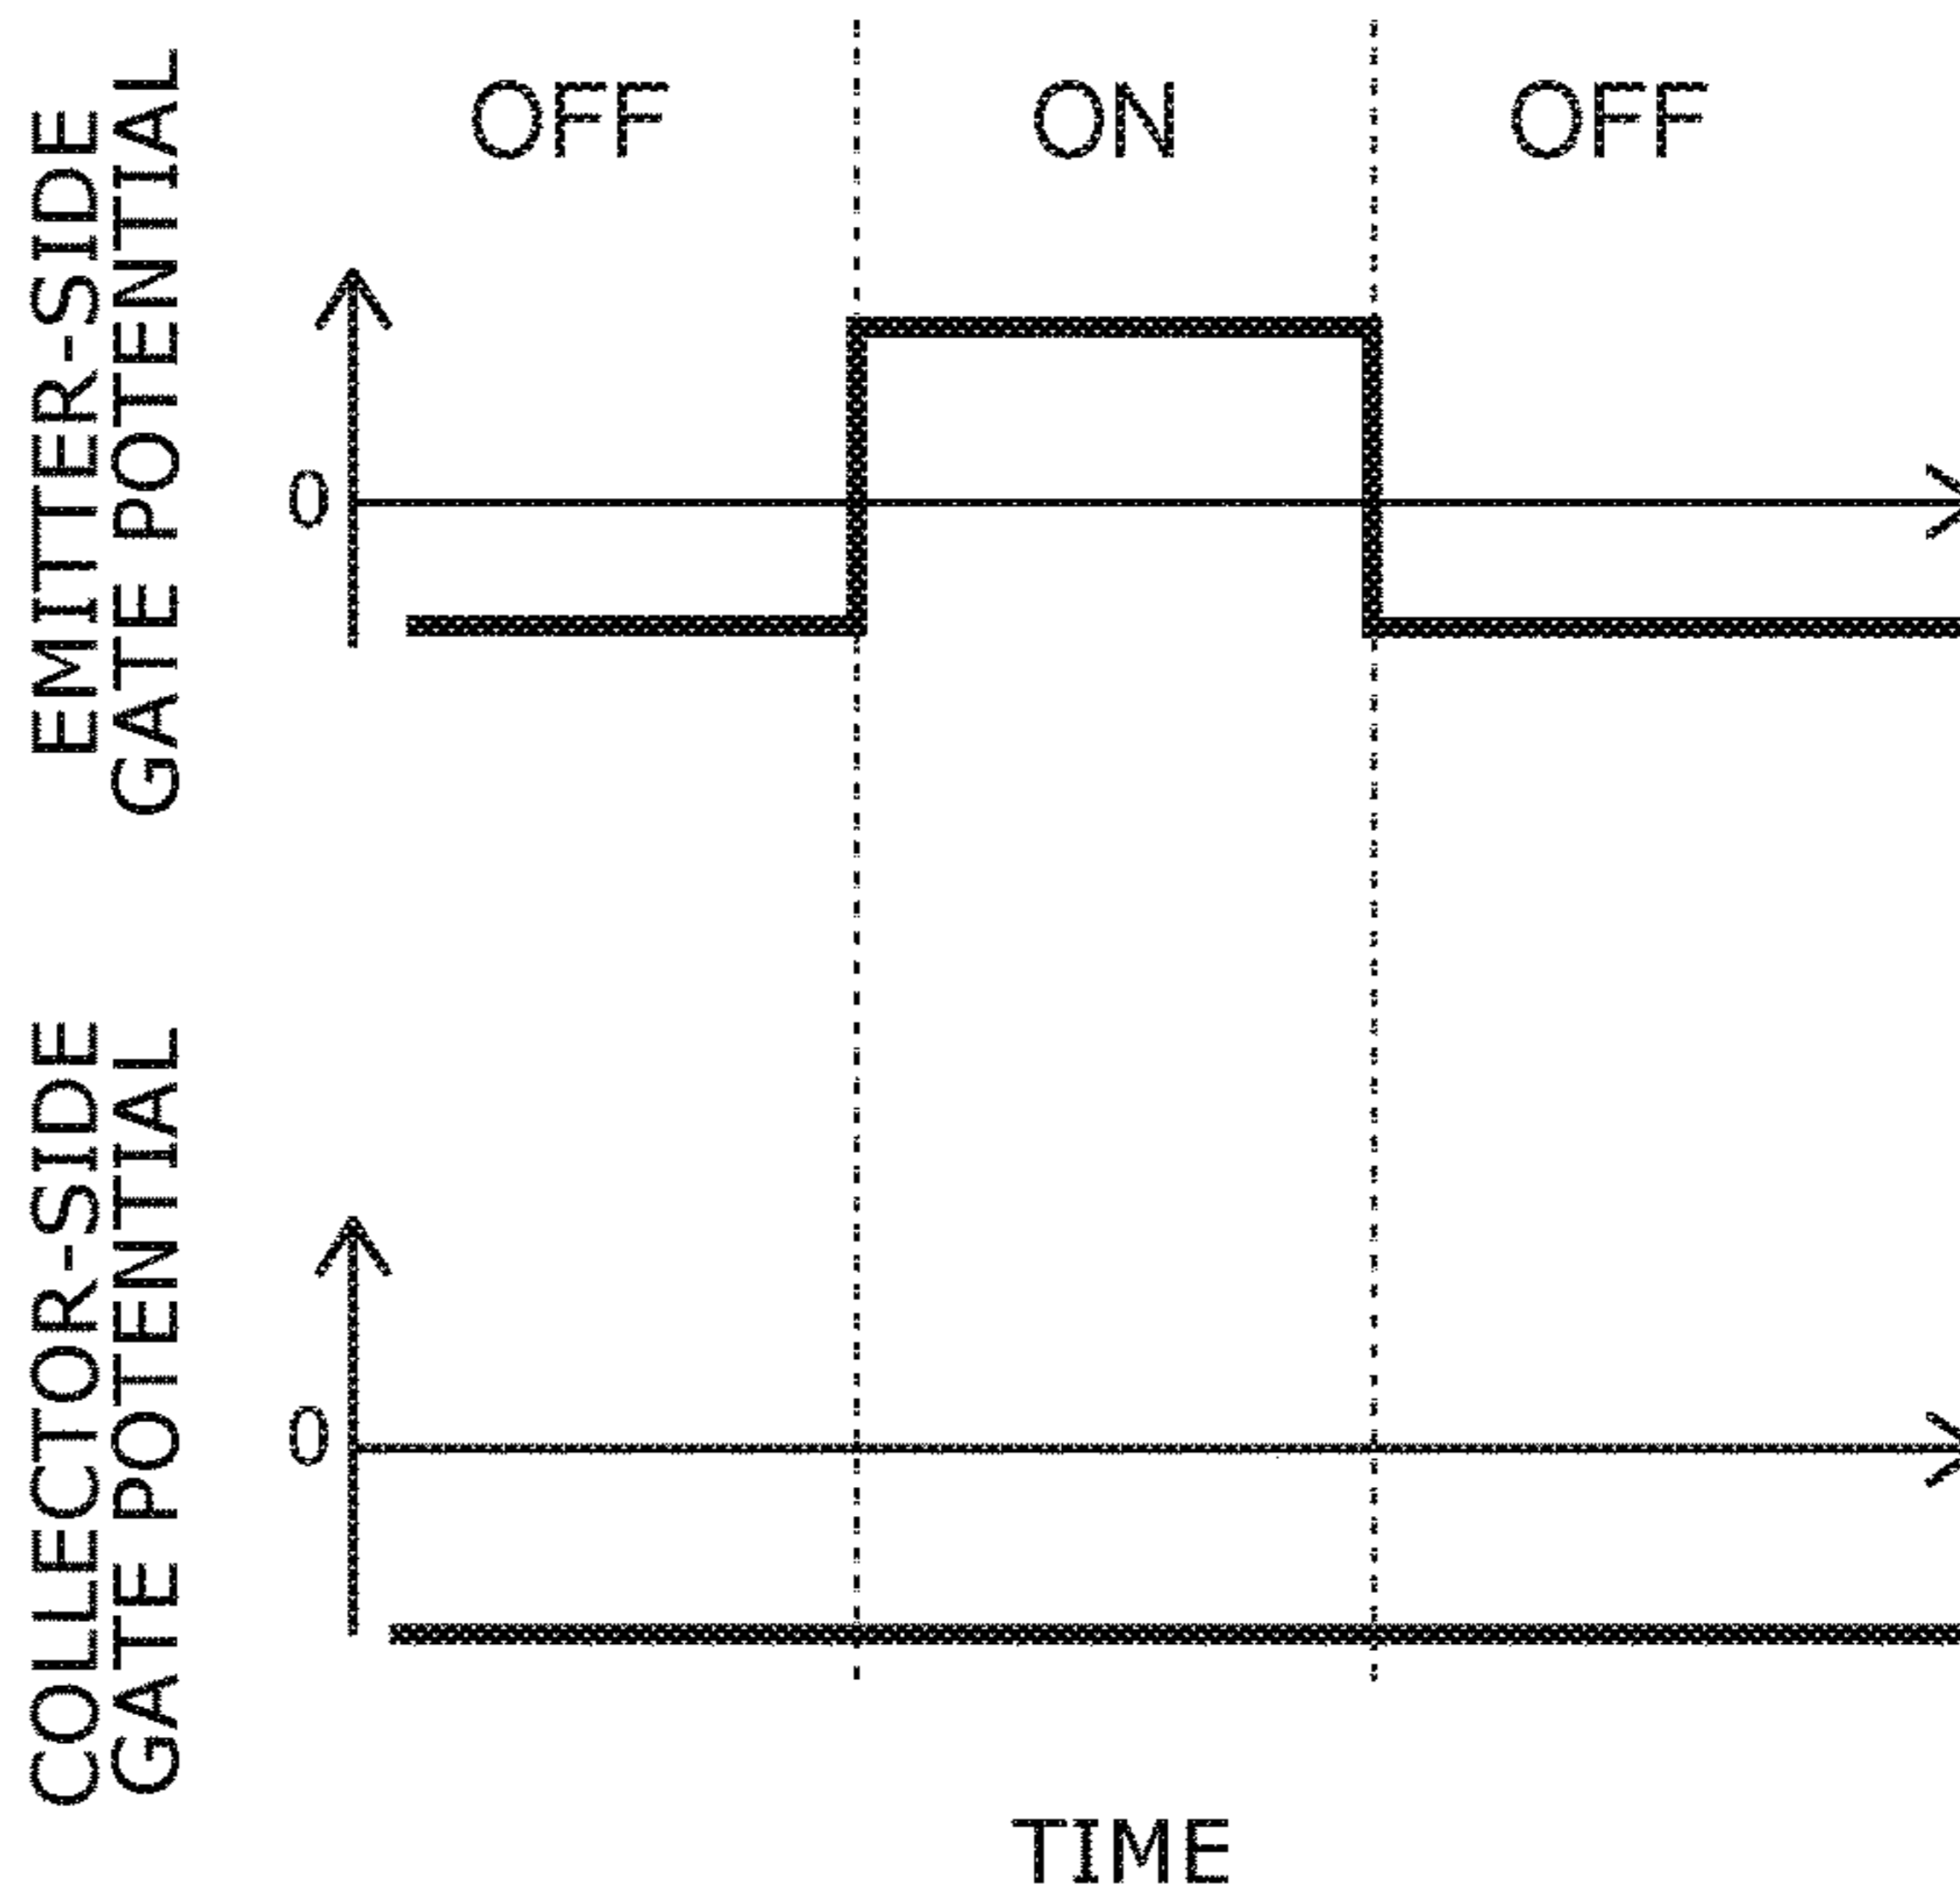 EMITTER-SIDE
GATE POTENTIAL
OFF
ON
OFF
0
COLLECTOR-SIDE
GATE POTENTIAL
0
TIME